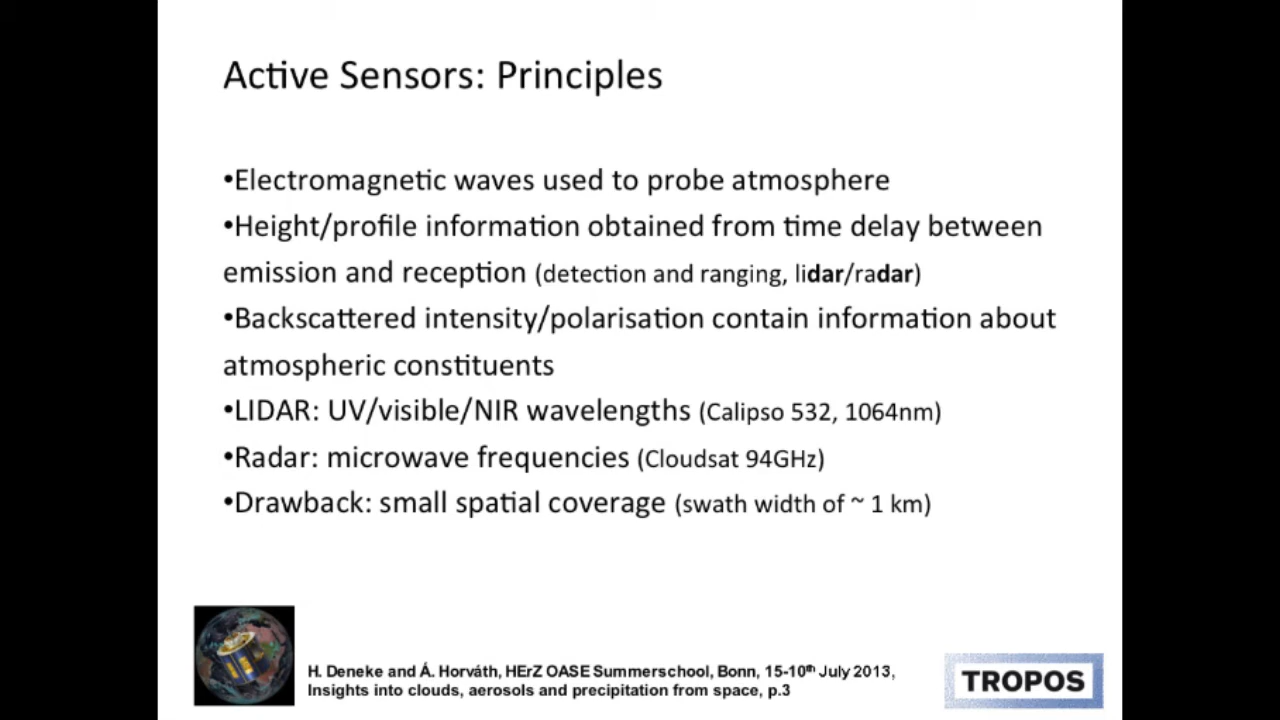 Active Sensors: Principles
•Electromagnetic waves used to probe atmosphere
•Height/profile information obtained from time delay between
emission and reception (detection and ranging, lidar/radar)
•Backscattered intensity/polarisation contain information about
atmospheric constituents
•LIDAR: UV/visible/NIR wavelengths (Calipso 532, 1064nm)
•Radar: microwave frequencies (Cloudsat 94GHz)
•Drawback: small spatial coverage (swath width of ~ 1 km)
H. Deneke and Á. Horváth, HErZ OASE Summerschool, Bonn, 15-10th July 2013,
Insights into clouds, aerosols and precipitation from space, p.3
TROPOS